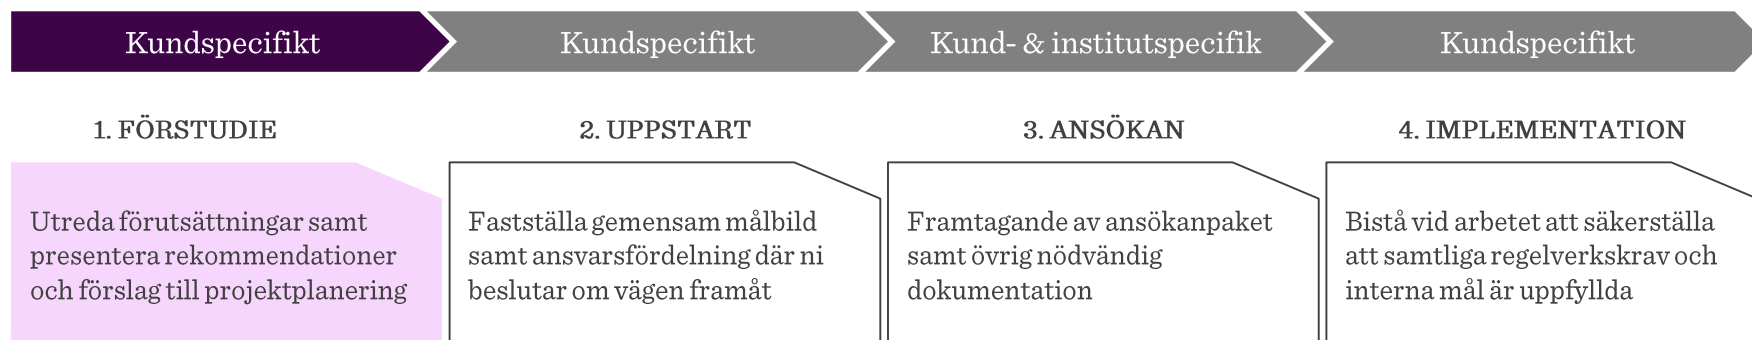 Kundspecifikt
Kundspecifikt
Kund- & institutspecifik
Kundspecifikt
1. FÖRSTUDIE
2. UPPSTART
3. ANSÖKAN
4. IMPLEMENTATION
Utreda förutsättningar samt
presentera rekommendationer
och förslag till projektplanering
Fastställa gemensam målbild
samt ansvarsfördelning där ni
beslutar om vägen framåt
Framtagande av ansökanpaket
samt övrig nödvändig
dokumentation
Bistå vid arbetet att säkerställa
att samtliga regelverkskrav och
interna mål är uppfyllda